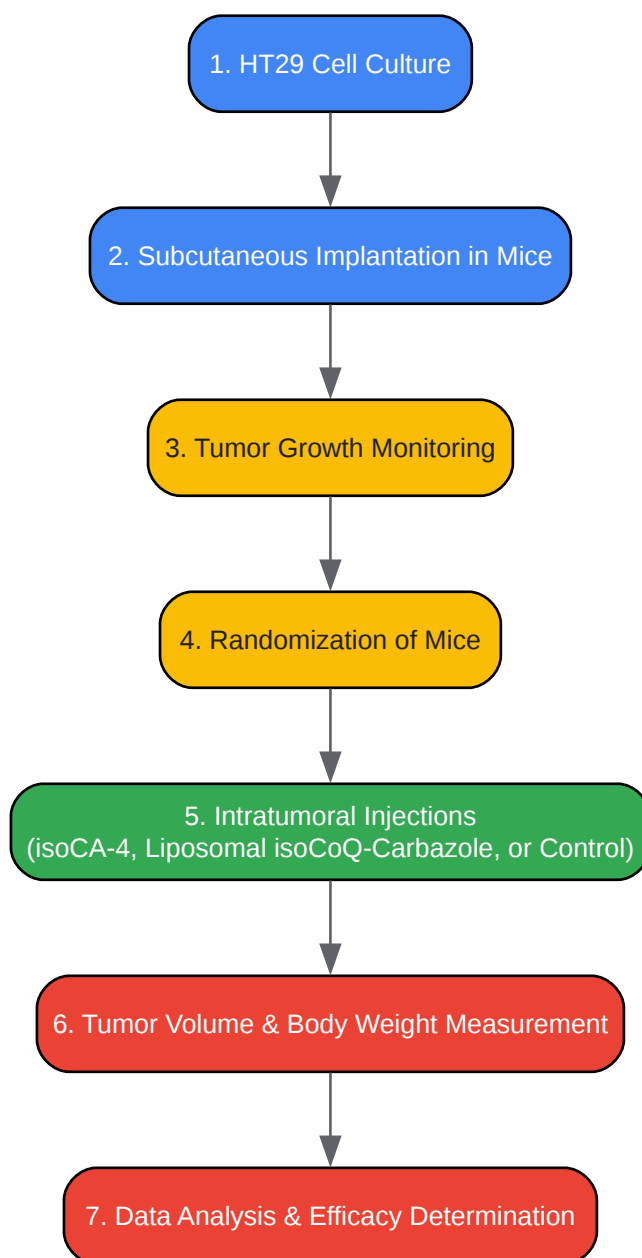 1. HT29 Cell Culture
2. Subcutaneous Implantation in Mice
3. Tumor Growth Monitoring
4. Randomization of Mice
5. Intratumoral Injections
(isoCA-4, Liposomal isoCoQ-Carbazole, or Control)
6. Tumor Volume & Body Weight Measurement
7. Data Analysis & Efficacy Determination